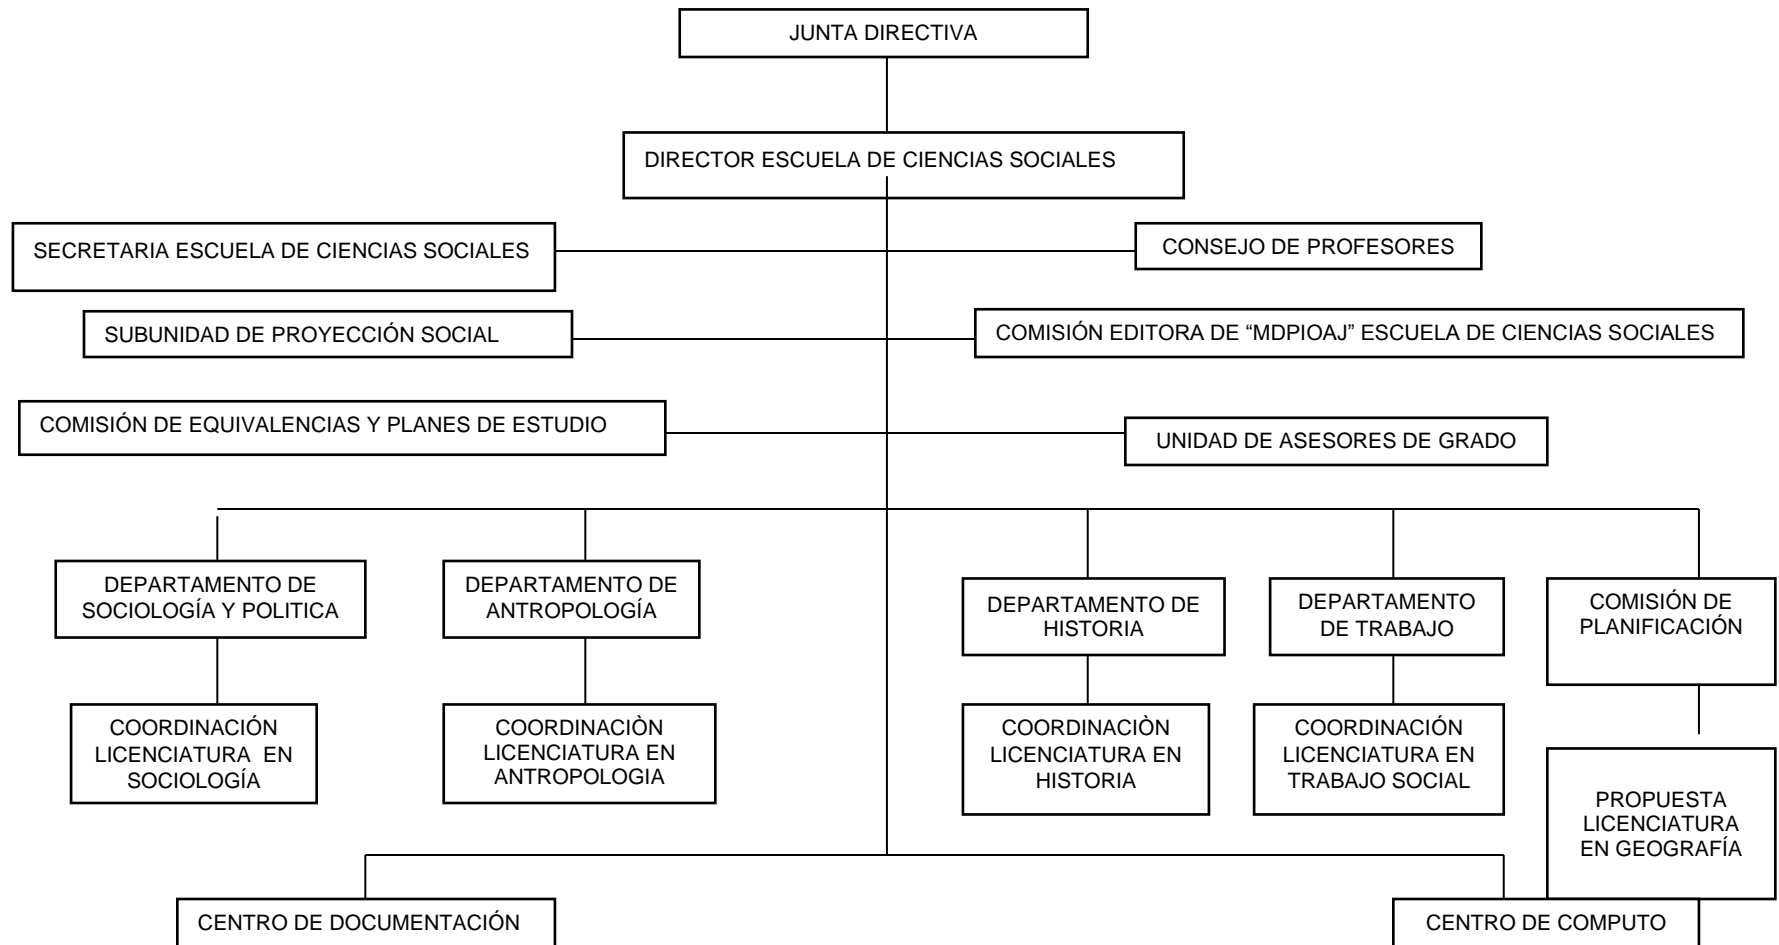 JUNTA DIRECTIVA
DIRECTOR ESCUELA DE CIENCIAS SOCIALES
SECRETARIA ESCUELA DE CIENCIAS SOCIALES
CONSEJO DE PROFESORES
SUBUNIDAD DE PROYECCIÓN SOCIAL
COMISIÓN EDITORA DE “MDPIOAJ” ESCUELA DE CIENCIAS SOCIALES
COMISIÓN DE EQUIVALENCIAS Y PLANES DE ESTUDIO
UNIDAD DE ASESORES DE GRADO
DEPARTAMENTO DE
SOCIOLOGÍA Y POLITICA
DEPARTAMENTO DE
ANTROPOLOGÍA
DEPARTAMENTO DE
HISTORIA
DEPARTAMENTO
DE TRABAJO
COMISIÓN DE
PLANIFICACIÓN
COORDINACIÓN
LICENCIATURA EN
SOCIOLOGÍA
COORDINACIÒN
LICENCIATURA EN
ANTROPOLOGIA
COORDINACIÒN
LICENCIATURA EN
HISTORIA
COORDINACIÓN
LICENCIATURA EN
TRABAJO SOCIAL
PROPUESTA
LICENCIATURA
EN GEOGRAFÍA
CENTRO DE DOCUMENTACIÓN
CENTRO DE COMPUTO